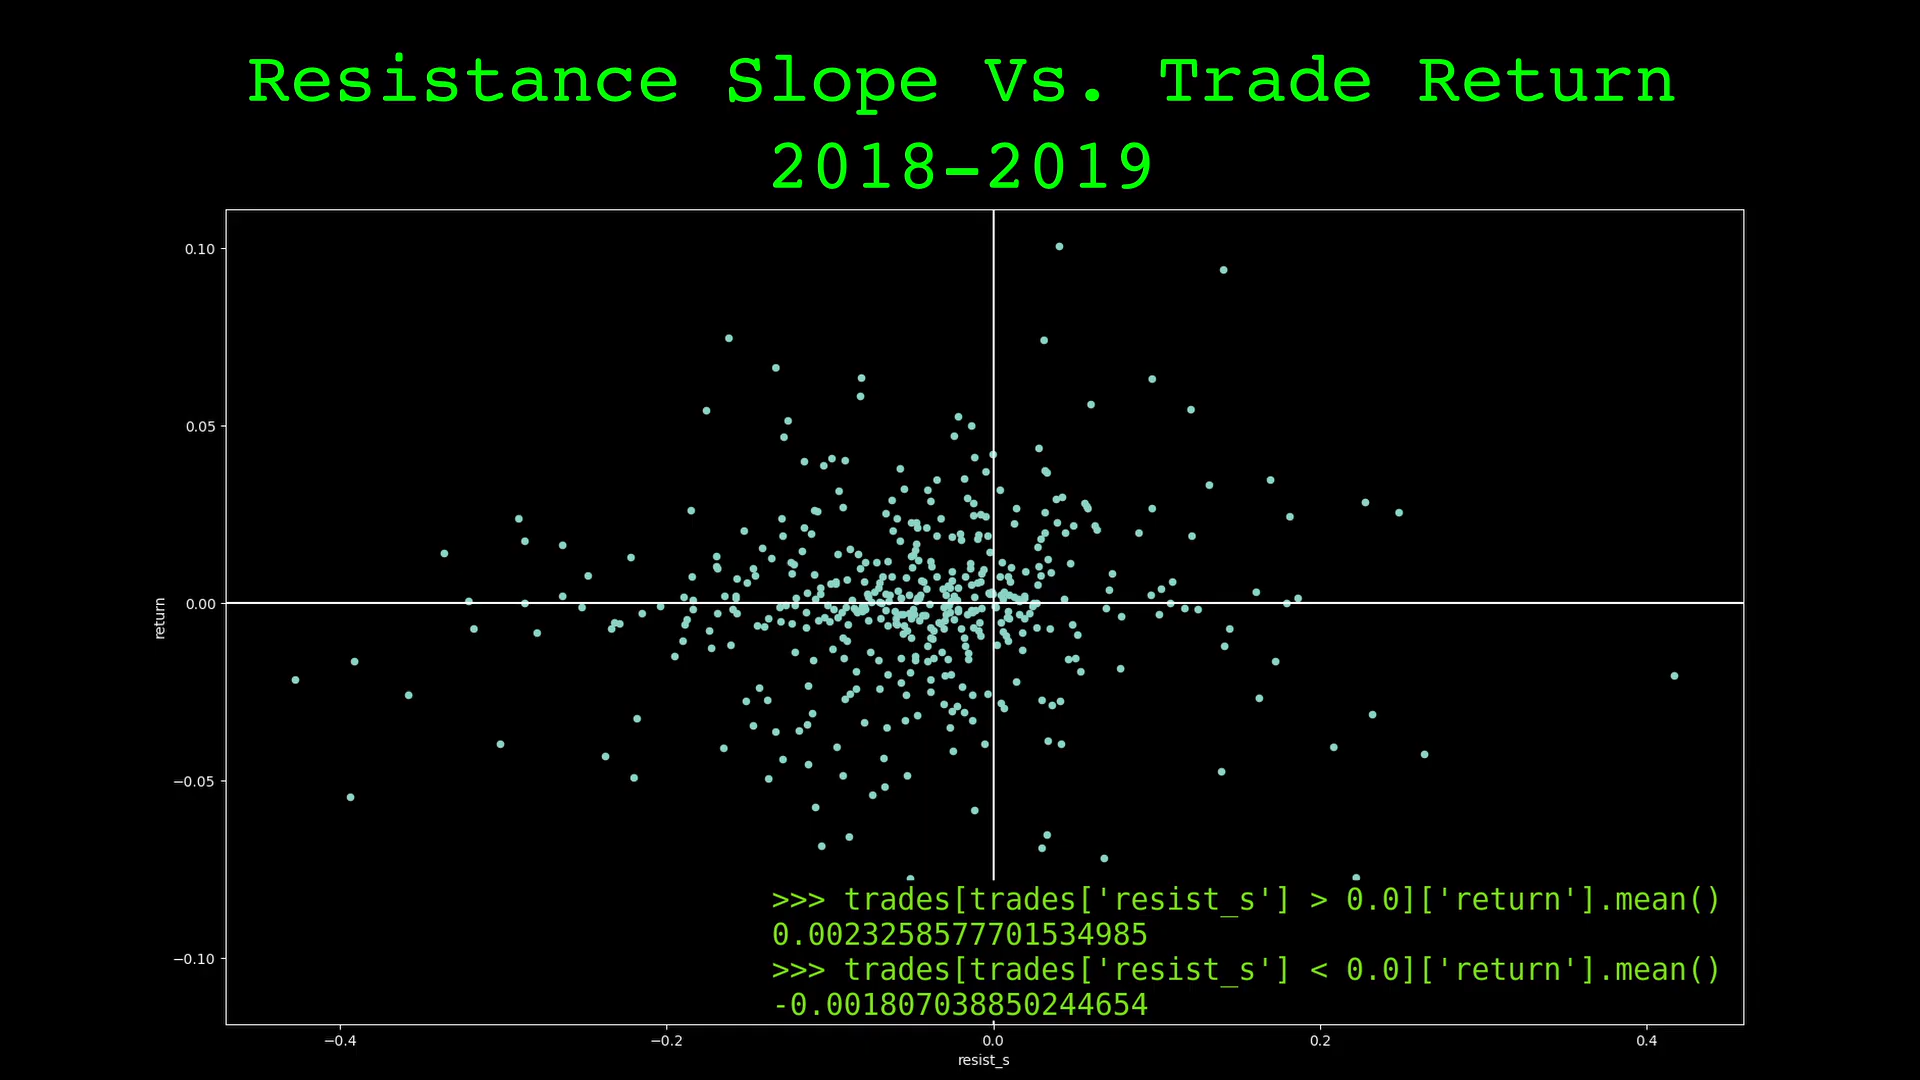 Resistance Slope Vs. Trade Return
2018-2019
0.10
0.05
0.00
−0.05
−0.10
return
>>> trades[trades['resist_s'] > 0.0]['return'].mean()
0.0023258577701534985
>>> trades[trades['resist_s'] < 0.0]['return'].mean()
-0.001807038850244654
−0.4 −0.2 0.0 0.2 0.4
resist_s